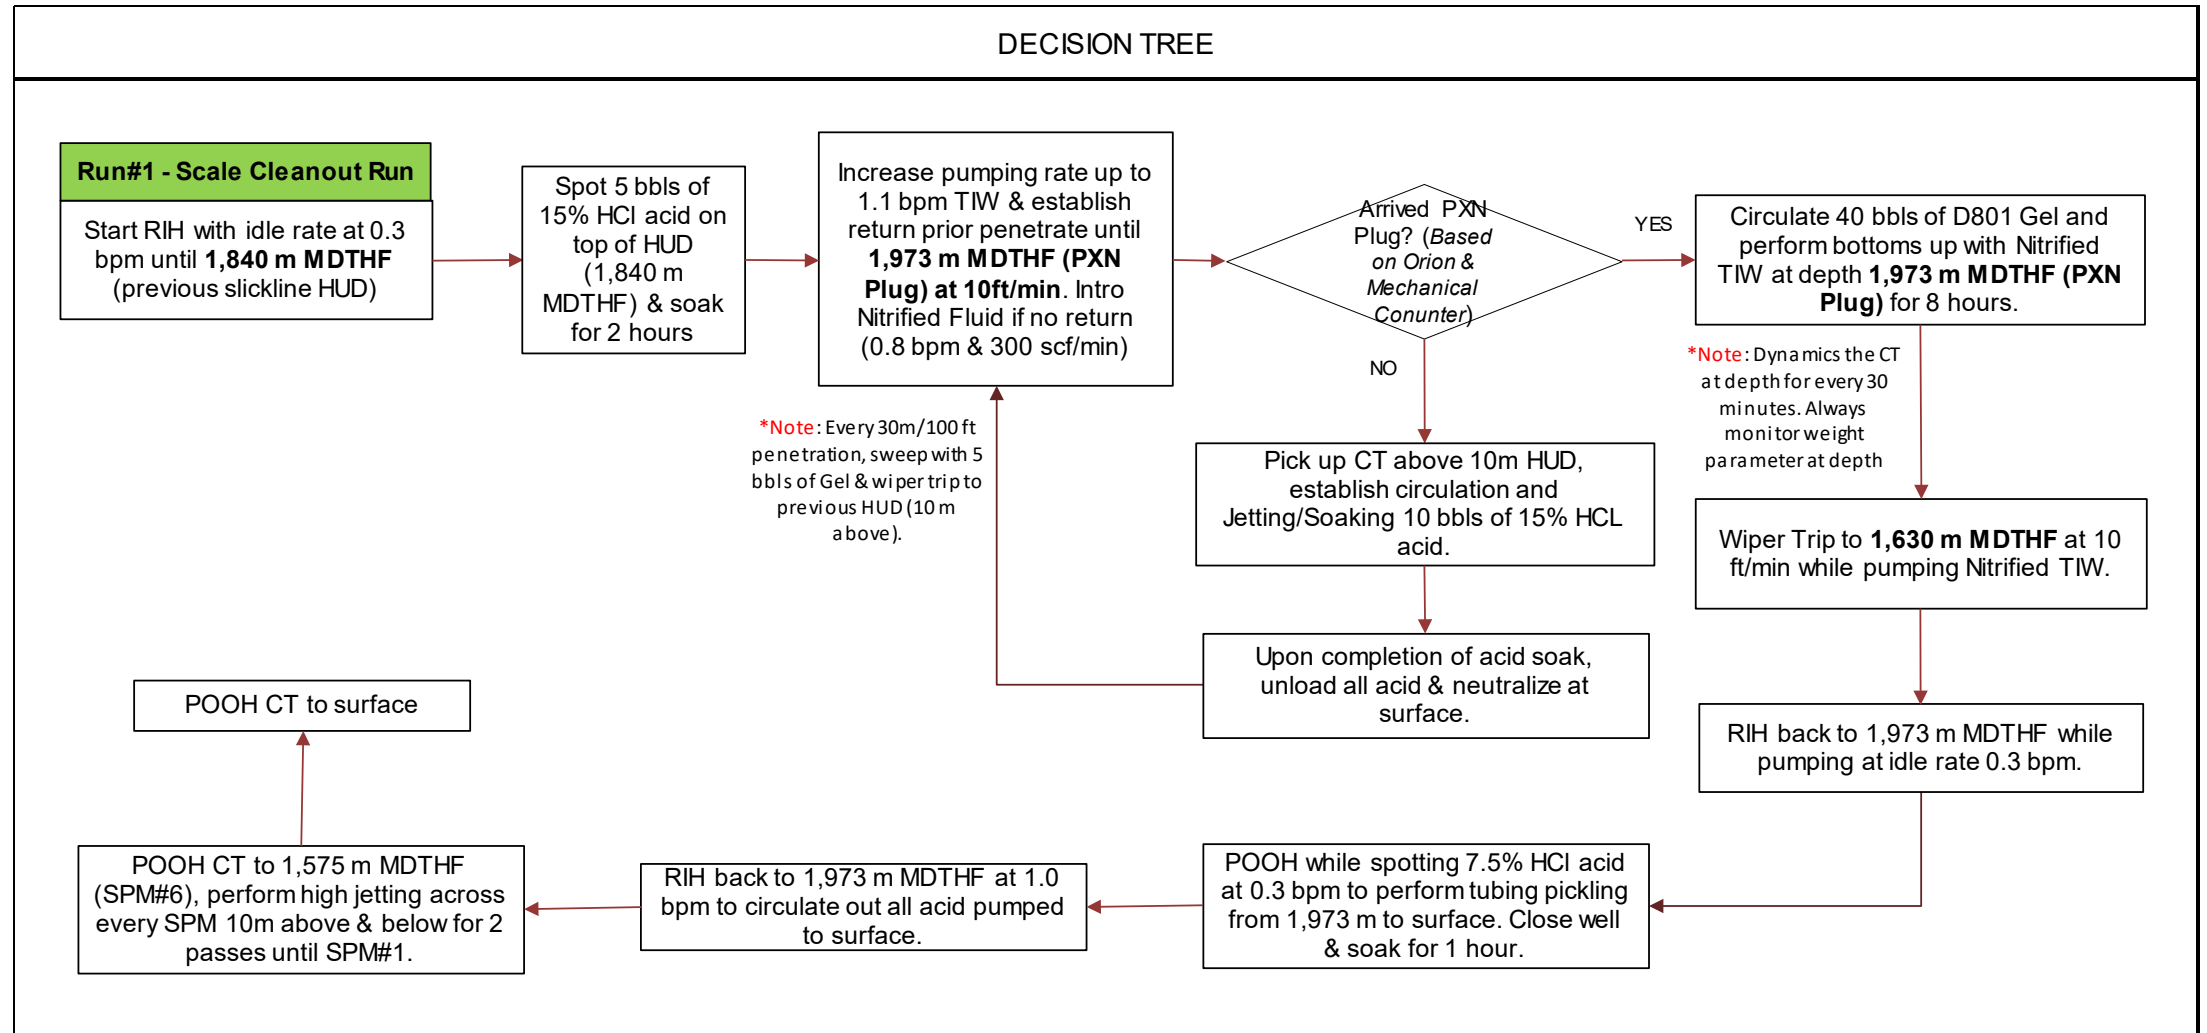 DECISION TREE
Run#1 - Scale Cleanout Run
Start RIH with idle rate at 0.3
bpm until 1,840 m MDTHF
(previous slickline HUD)
Spot 5 bbls of
15% HCl acid on
top of HUD
(1,840 m
MDTHF) & soak
for 2 hours
Increase pumping rate up to
1.1 bpm TIW & establish
return prior penetrate until
1,973 m MDTHF (PXN
Plug) at 10ft/min. Intro
Nitrified Fluid if no return
(0.8 bpm & 300 scf/min)
*Note: Every 30m/100 ft
penetration, sweep with 5
bbls of Gel & wiper trip to
previous HUD (10 m
above).
Arrived PXN
Plug? (Based
on Orion &
Mechanical
Conunter)
YES
NO
Circulate 40 bbls of D801 Gel and
perform bottoms up with Nitrified
TIW at depth 1,973 m MDTHF (PXN
Plug) for 8 hours.
*Note: Dynamics the CT
at depth for every 30
minutes. Always
monitor weight
parameter at depth
Pick up CT above 10m HUD,
establish circulation and
Jetting/Soaking 10 bbls of 15% HCL
acid.
Upon completion of acid soak,
unload all acid & neutralize at
surface.
Wiper Trip to 1,630 m MDTHF at 10
ft/min while pumping Nitrified TIW.
RIH back to 1,973 m MDTHF while
pumping at idle rate 0.3 bpm.
POOH while spotting 7.5% HCl acid
at 0.3 bpm to perform tubing pickling
from 1,973 m to surface. Close well
& soak for 1 hour.
RIH back to 1,973 m MDTHF at 1.0
bpm to circulate out all acid pumped
to surface.
POOH CT to 1,575 m MDTHF
(SPM#6), perform high jetting across
every SPM 10m above & below for 2
passes until SPM#1.
POOH CT to surface